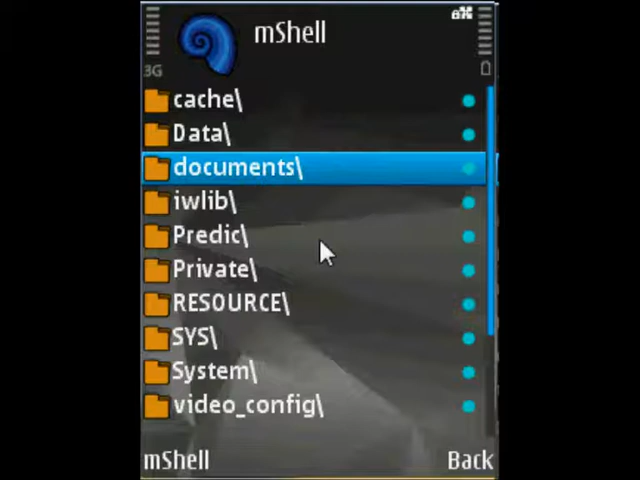 mShell
3G
cache\
Data\
documents\
iwlib\
Predic\
Private\
RESOURCE\
SYS\
System\
video_config\
mShell
Back